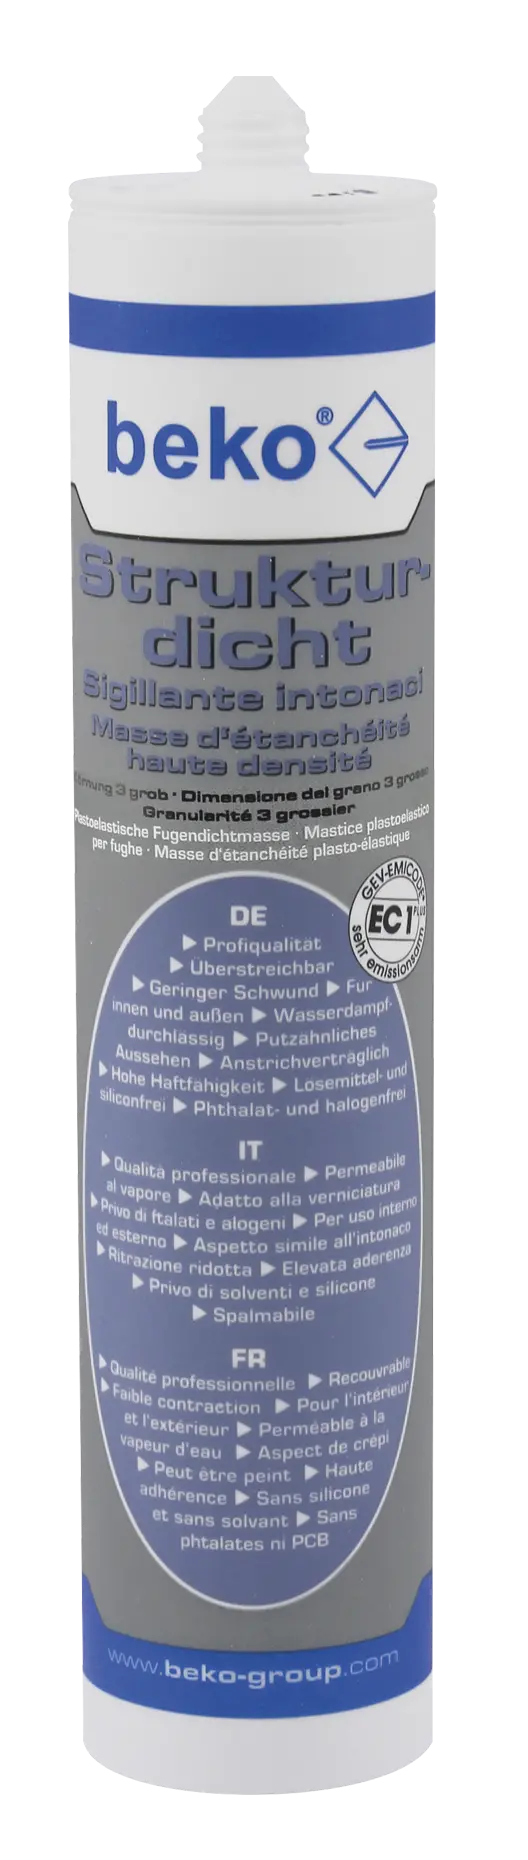 beko®
Struktur-
dicht
Sigillante intonaci
Masse d'étanchéité
haute densité
Körnung 3 grob · Dimensione del grano 3 grosso
Granularité 3 grossier
Plastoelastische Fugendichtmasse · Mastice plastoelastico
per fughe · Masse d'étanchéité plasto-élastique
GEV-EMICODE®
EC 1 PLUS
sehr emissionsarm
DE
▶ Profiqualität
▶ Überstreichbar
▶ Geringer Schwund ▶ Für
innen und außen ▶ Wasserdampf-
durchlässig ▶ Putzähnliches
Aussehen ▶ Anstrichverträglich
▶ Hohe Haftfähigkeit ▶ Lösemittel- und
siliconfrei ▶ Phthalat- und halogenfrei
IT
▶ Qualità professionale ▶ Permeabile
al vapore ▶ Adatto alla verniciatura
▶ Privo di ftalati e alogeni ▶ Per uso interno
ed esterno ▶ Aspetto simile all'intonaco
▶ Ritrazione ridotta ▶ Elevata aderenza
▶ Privo di solventi e silicone
▶ Spalmabile
FR
▶ Qualité professionnelle ▶ Recouvrable
▶ Faible contraction ▶ Pour l'intérieur
et l'extérieur ▶ Perméable à la
vapeur d'eau ▶ Aspect de crépi
▶ Peut être peint ▶ Haute
adhérence ▶ Sans silicone
et sans solvant ▶ Sans
phtalates ni PCB
www.beko-group.com